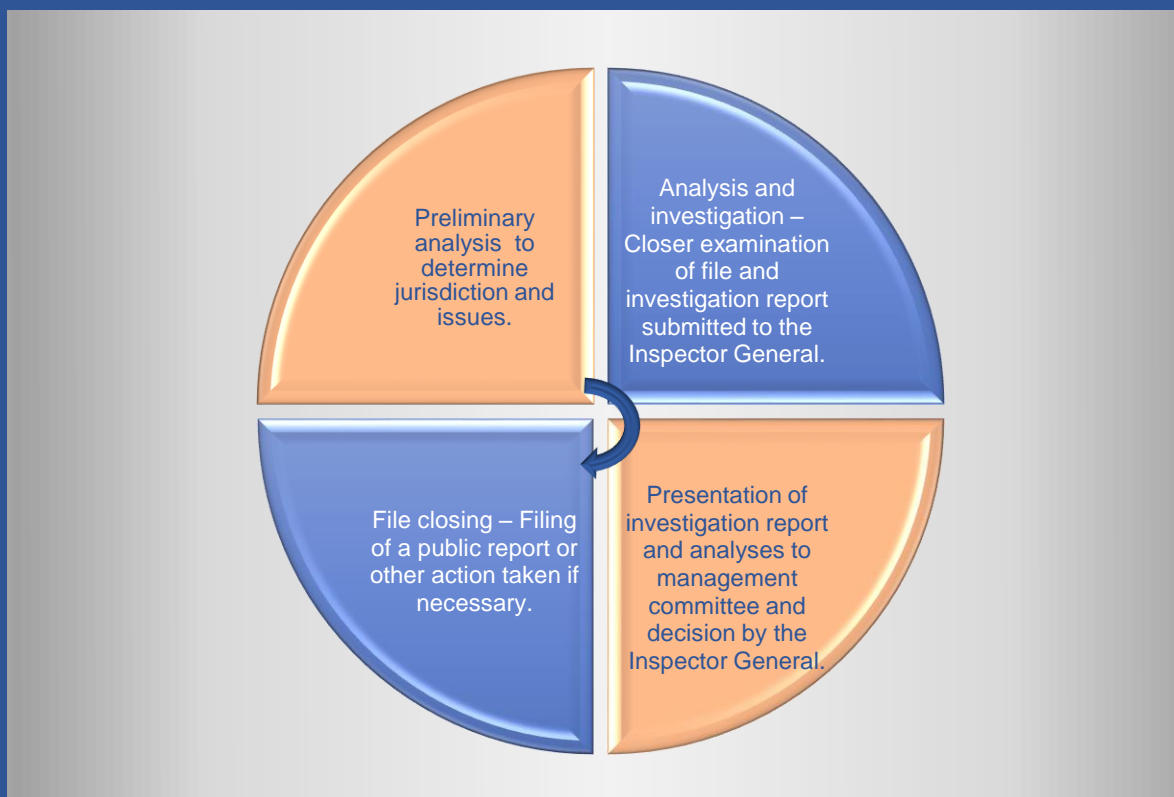 Preliminary
analysis  to
determine
jurisdiction and
issues.
Analysis and
investigation –
Closer examination
of file and
investigation report
submitted to the
Inspector General.
Presentation of
investigation report
and analyses to
management
committee and
decision by the
Inspector General.
File closing – Filing
of a public report or
other action taken if
necessary.